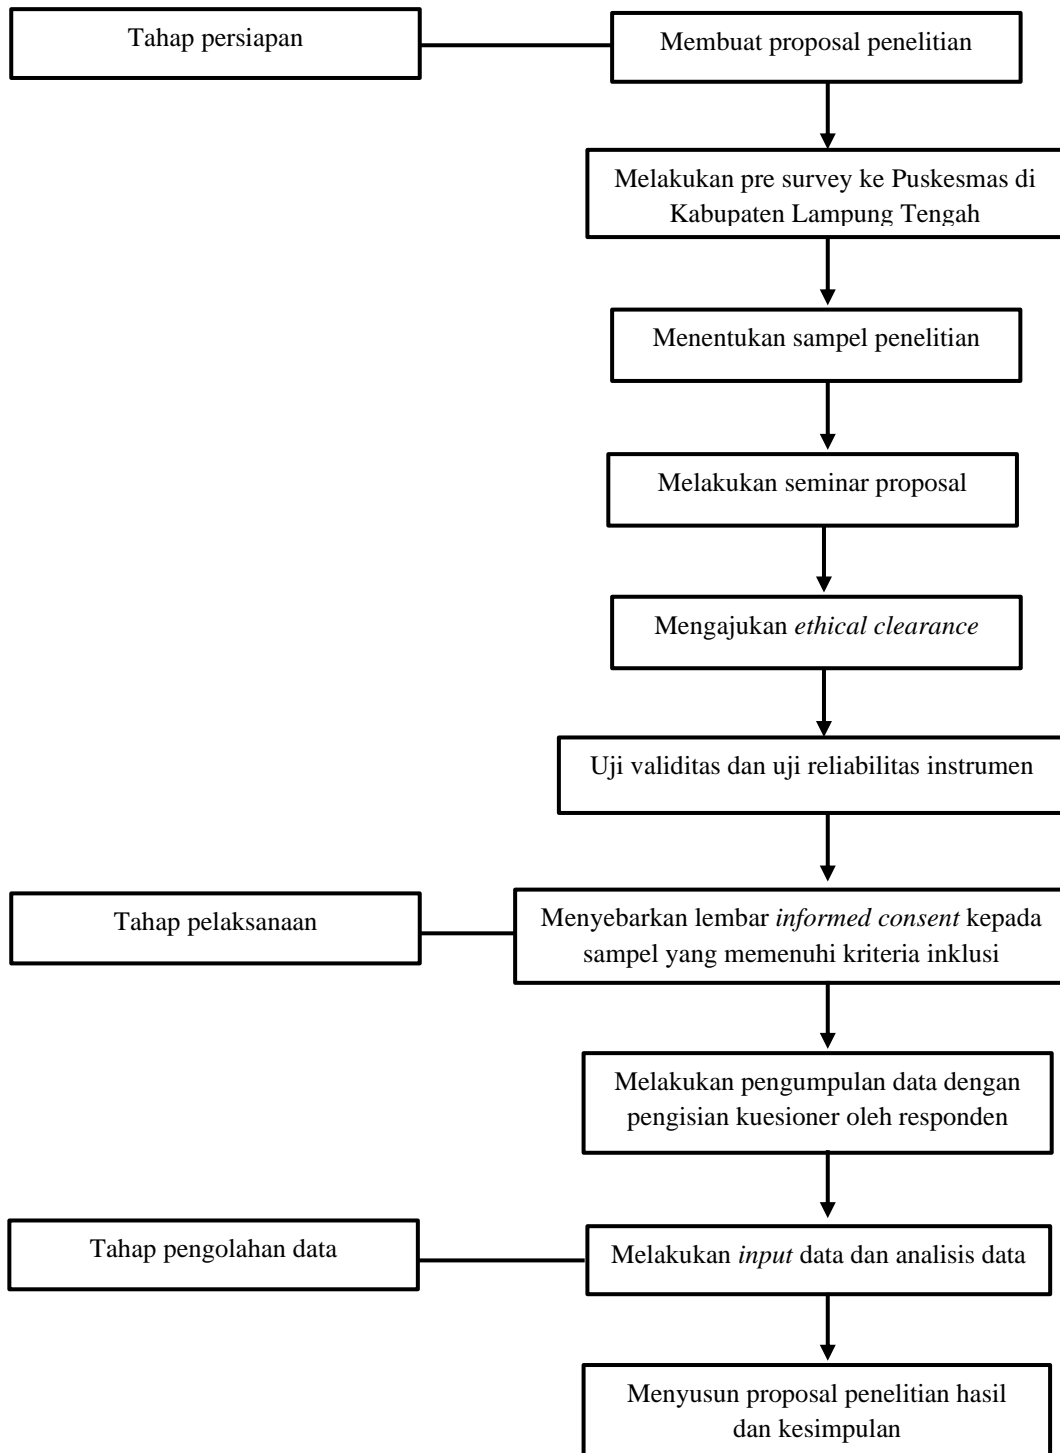 Tahap persiapan
Membuat proposal penelitian
Melakukan pre survey ke Puskesmas di
Kabupaten Lampung Tengah
Menentukan sampel penelitian
Melakukan seminar proposal
Mengajukan ethical clearance
Uji validitas dan uji reliabilitas instrumen
Tahap pelaksanaan
Menyebarkan lembar informed consent kepada
sampel yang memenuhi kriteria inklusi
Melakukan pengumpulan data dengan
pengisian kuesioner oleh responden
Tahap pengolahan data
Melakukan input data dan analisis data
Menyusun proposal penelitian hasil
dan kesimpulan